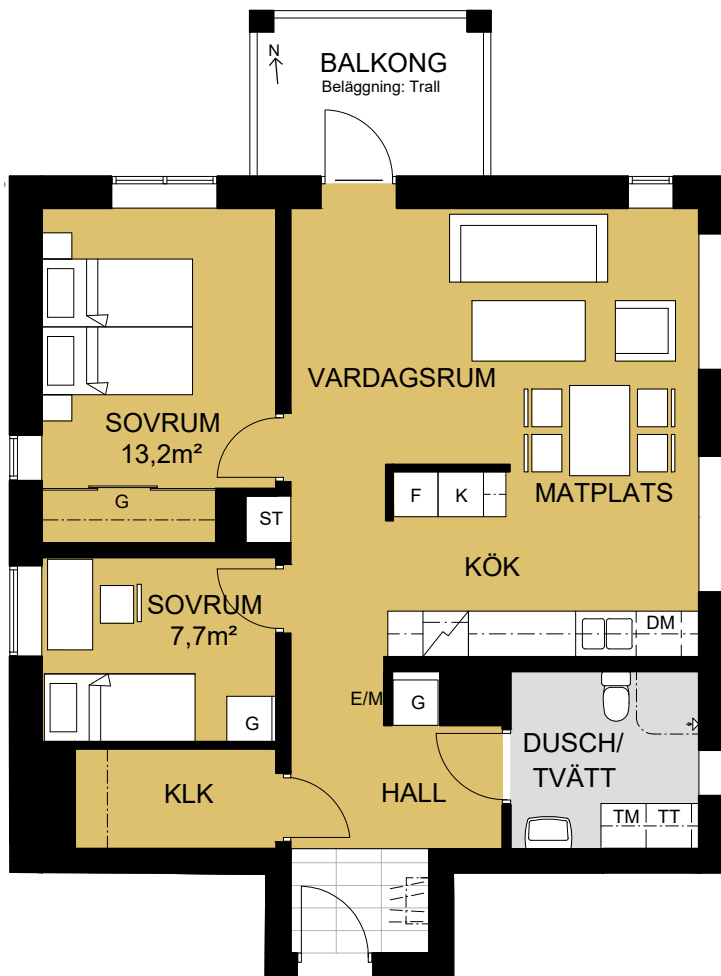 N
BALKONG
Beläggning: Trall
VARDAGSRUM
SOVRUM
13,2m²
G
ST
F
K
MATPLATS
KÖK
SOVRUM
7,7m²
DM
E/M
G
G
DUSCH/
TVÄTT
KLK
HALL
TM
TT